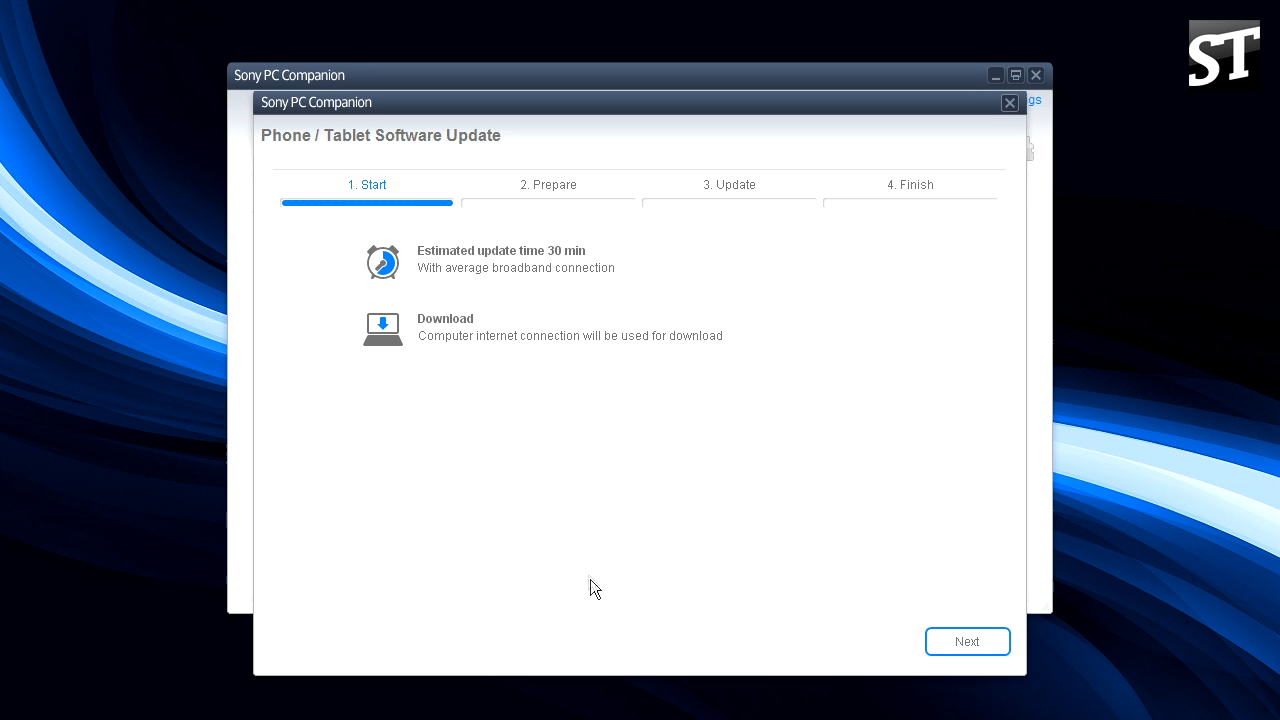 ST
Sony PC Companion
gs
Sony PC Companion
Phone / Tablet Software Update
1. Start
2. Prepare
3. Update
4. Finish
Estimated update time 30 min
With average broadband connection
Download
Computer internet connection will be used for download
Next